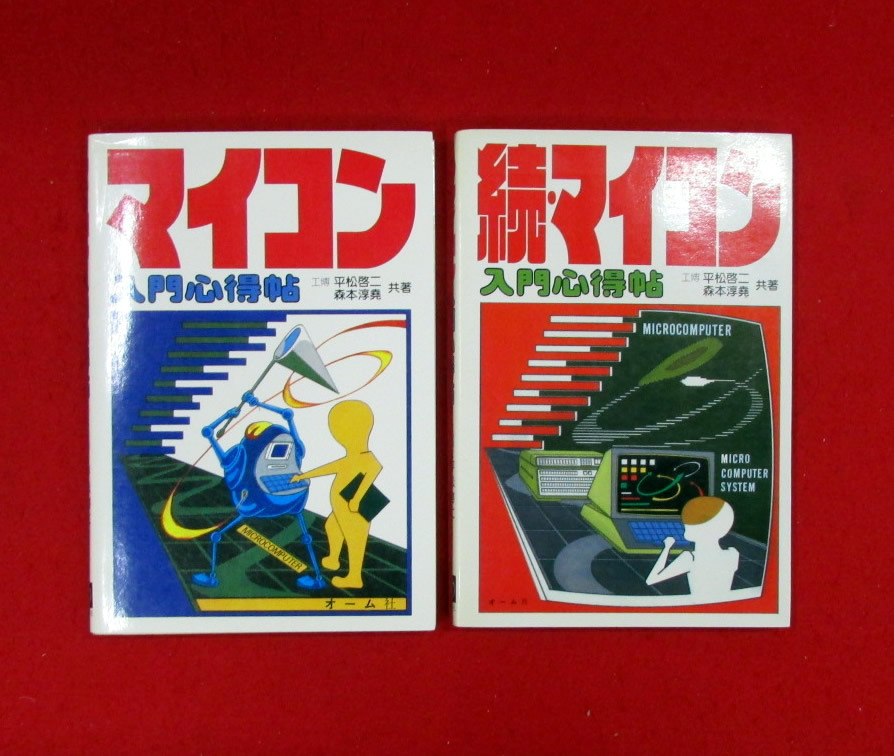 マイコン
入門心得帖
工博 平松啓二
森本淳堯 共著
MICROCOMPUTER
オーム社
続・マイコン
入門心得帖
工博 平松啓二
森本淳堯 共著
MICROCOMPUTER
MICRO
COMPUTER
SYSTEM
オーム社